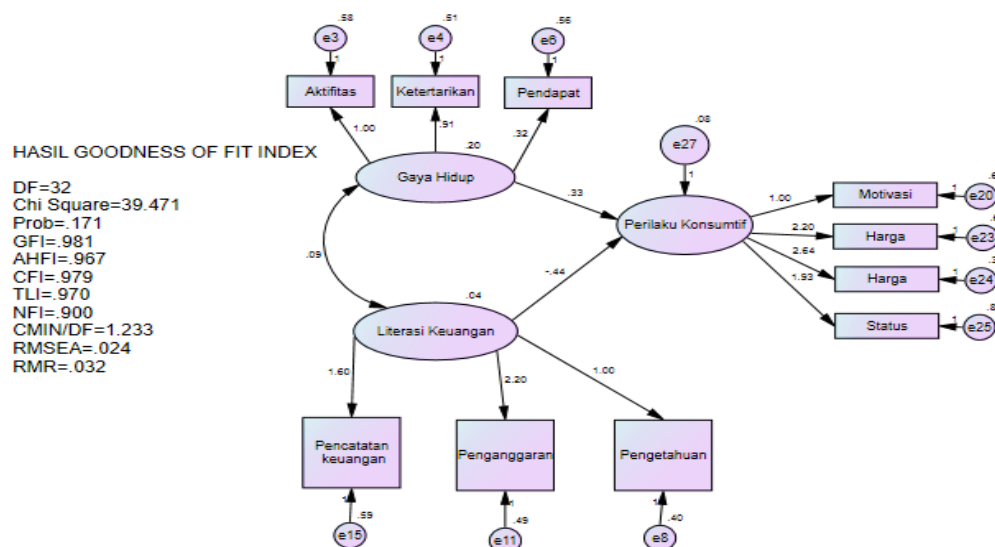 .58
.51
.56
e3
e4
e6
1
1
1
Aktifitas
Ketertarikan
Pendapat
1.00
.91
.32
.20
Gaya Hidup
.33
HASIL GOODNESS OF FIT INDEX
DF=32
Chi Square=39.471
Prob=.171
GFI=.981
AHFI=.967
CFI=.979
TLI=.970
NFI=.900
CMIN/DF=1.233
RMSEA=.024
RMR=.032
.09
.08
e27
1
Perilaku Konsumtif
1.00
2.20
2.64
1.93
Motivasi
1
e20
Harga
1
e23
Harga
1
e24
Status
1
e25
-.44
.04
Literasi Keuangan
1.60
2.20
1.00
Pencatatan
keuangan
Penganggaran
Pengetahuan
1
1
1
.59
.49
.40
e15
e11
e8